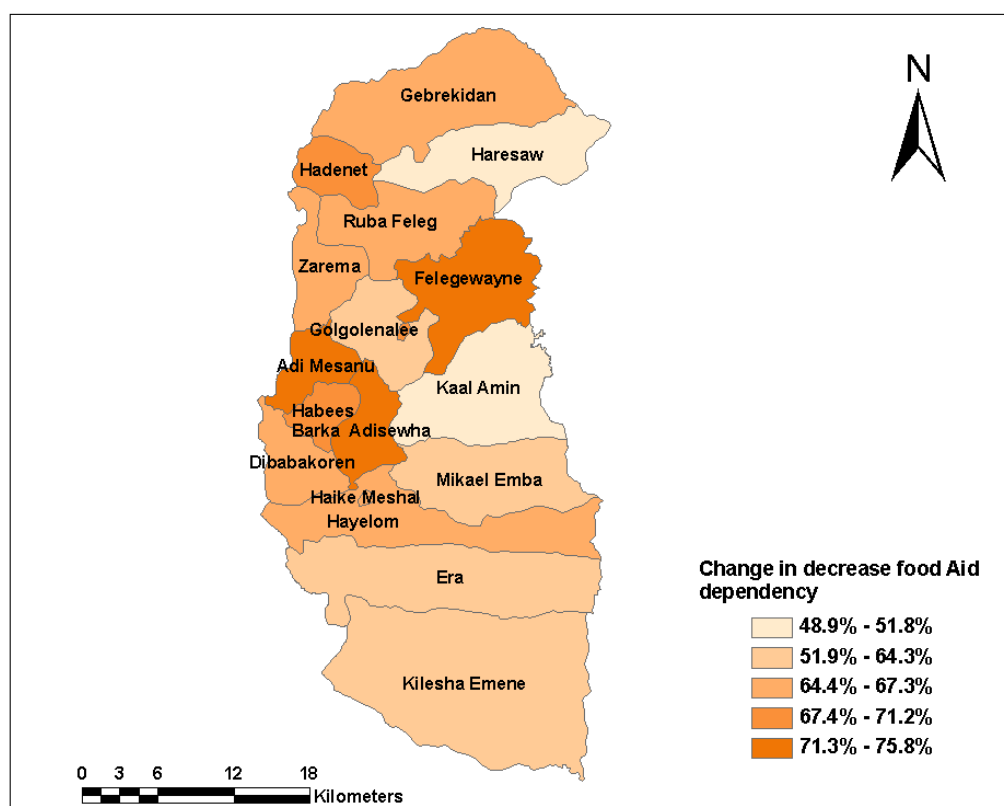 N
Gebrekidan
Haresaw
Hadenet
Ruba Feleg
Zarema
Felegewayne
Golgolenalee
Adi Mesanu
Kaal Amin
Habees
Barka
Adisewha
Dibabakoren
Mikael Emba
Haike Meshal
Hayelom
Era
Kilesha Emene
Change in decrease food Aid
dependency
48.9% - 51.8%
51.9% - 64.3%
64.4% - 67.3%
67.4% - 71.2%
71.3% - 75.8%
0 3 6 12 18
Kilometers